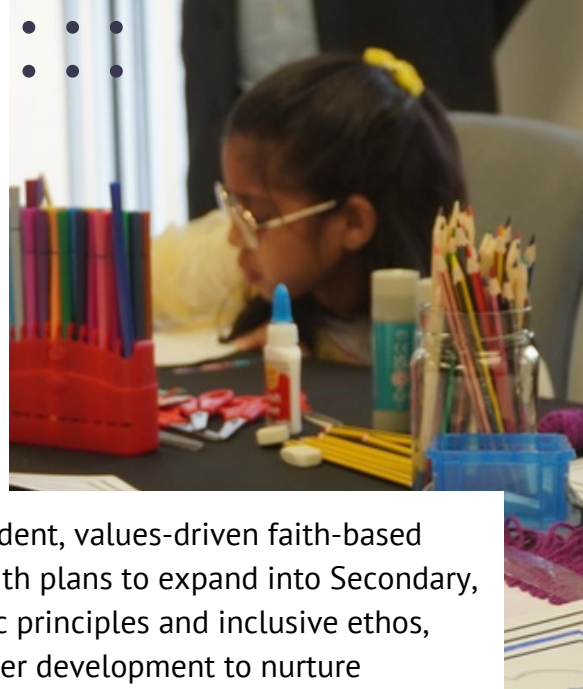 dent, values-driven faith-based
th plans to expand into Secondary,
c principles and inclusive ethos,
er development to nurture